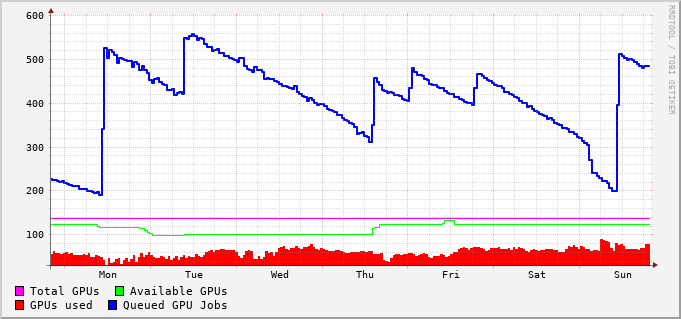 600
500
400
300
200
100
Mon Tue Wed Thu Fri Sat Sun
Total GPUs Available GPUs
GPUs used Queued GPU Jobs
RRDTOOL / TOBI OETIKER